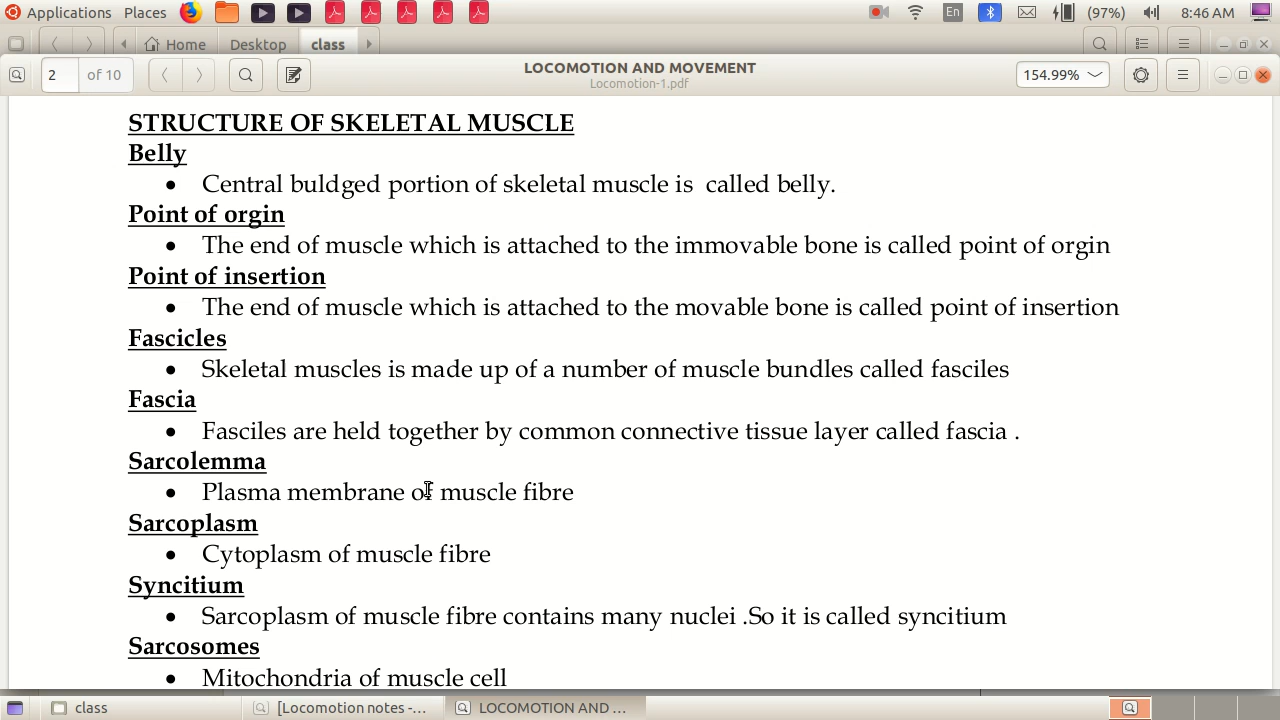 Applications Places En (97%) 8:46 AM
Home Desktop class
2 of 10 LOCOMOTION AND MOVEMENT 154.99%
Locomotion-1.pdf
STRUCTURE OF SKELETAL MUSCLE
Belly
• Central buldged portion of skeletal muscle is called belly.
Point of orgin
• The end of muscle which is attached to the immovable bone is called point of orgin
Point of insertion
• The end of muscle which is attached to the movable bone is called point of insertion
Fascicles
• Skeletal muscles is made up of a number of muscle bundles called fasciles
Fascia
• Fasciles are held together by common connective tissue layer called fascia .
Sarcolemma
• Plasma membrane of muscle fibre
Sarcoplasm
• Cytoplasm of muscle fibre
Syncitium
• Sarcoplasm of muscle fibre contains many nuclei .So it is called syncitium
Sarcosomes
• Mitochondria of muscle cell
class [Locomotion notes -... LOCOMOTION AND ...